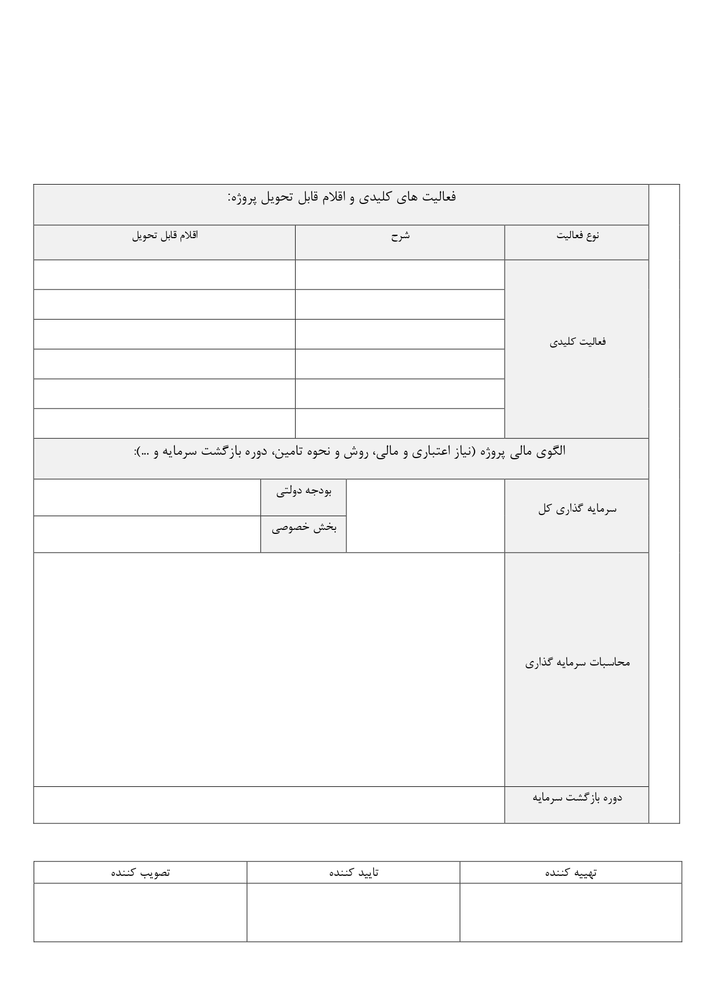 فعالیت های کلیدی و اقلام قابل تحویل پروژه:
نوع فعالیت
شرح
اقلام قابل تحویل
فعالیت کلیدی
الگوی مالی پروژه (نیاز اعتباری و مالی، روش و نحوه تامین، دوره بازگشت سرمایه و ...):
سرمایه گذاری کل
بودجه دولتی
بخش خصوصی
محاسبات سرمایه گذاری
دوره بازگشت سرمایه
تهییه کننده
تایید کننده
تصویب کننده